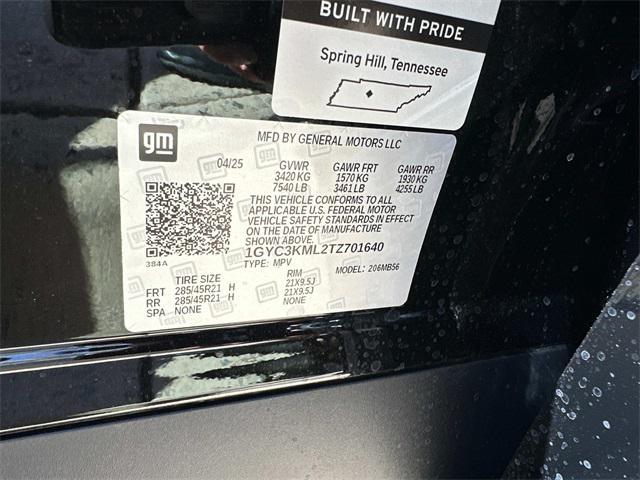 BUILT WITH PRIDE
Spring Hill, Tennessee
gm
MFD BY GENERAL MOTORS LLC
04/25 GVWR GAWR FRT GAWR RR
3420 KG 1570 KG 1930 KG
7540 LB 3461 LB 4255 LB
THIS VEHICLE CONFORMS TO ALL
APPLICABLE U.S. FEDERAL MOTOR
VEHICLE SAFETY STANDARDS IN EFFECT
ON THE DATE OF MANUFACTURE
SHOWN ABOVE.
1GYC3KML2TZ701640
384A
TYPE: MPV MODEL: 206MB56
TIRE SIZE RIM
FRT 285/45R21 H 21X9.5J
RR 285/45R21 H 21X9.5J
SPA NONE NONE